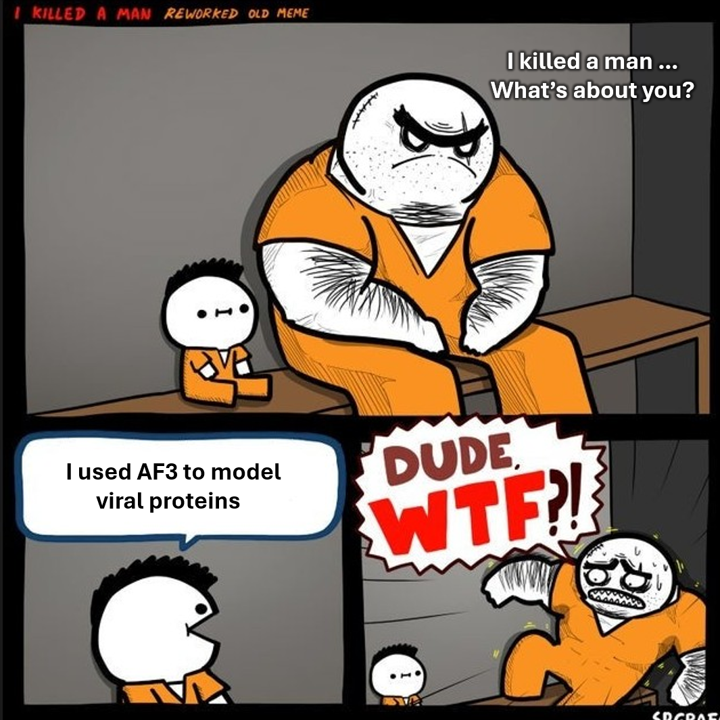 I KILLED A MAN REWORKED OLD MEME
I killed a man ...
What's about you?
I used AF3 to model
viral proteins
DUDE,
WTF?!